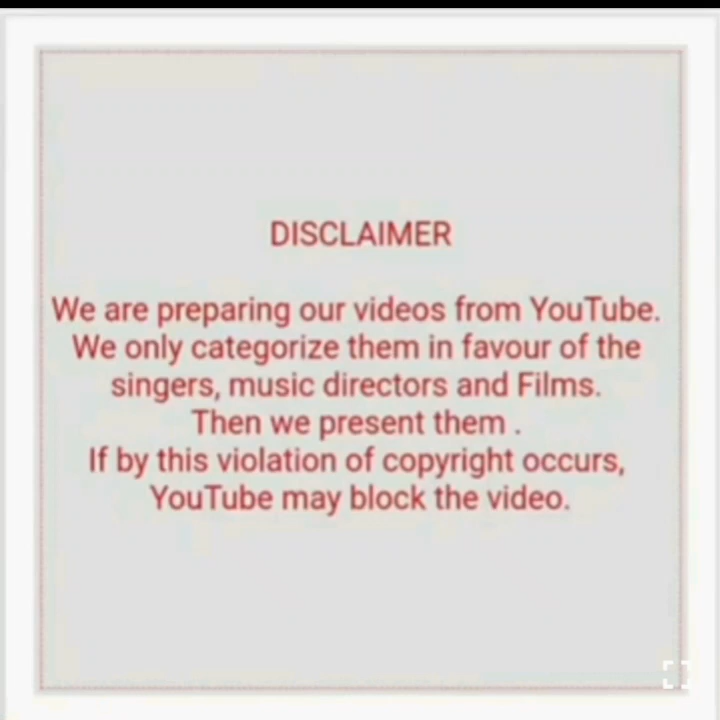 DISCLAIMER
We are preparing our videos from YouTube.
We only categorize them in favour of the
singers, music directors and Films.
Then we present them .
If by this violation of copyright occurs,
YouTube may block the video.